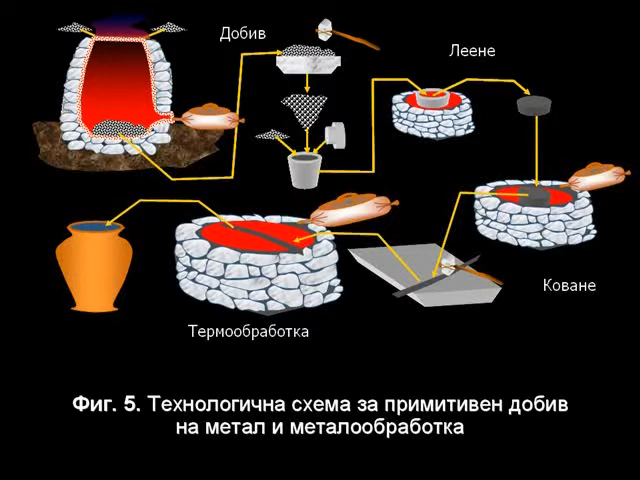 Добив
Леене
Коване
Термообработка
Фиг. 5. Технологична схема за примитивен добив
на метал и металообработка